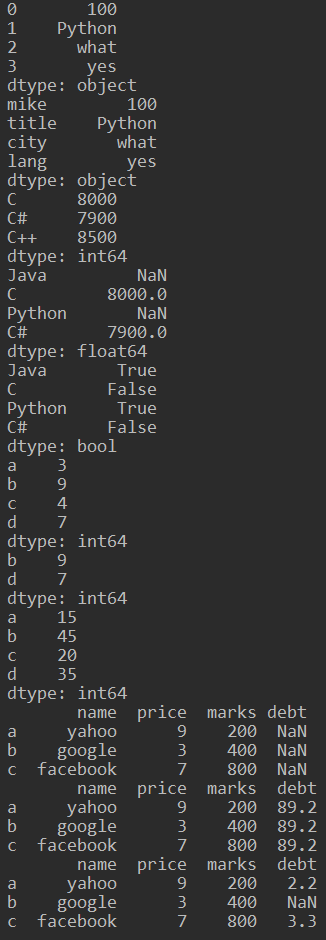 0       100
1    Python
2      what
3       yes
dtype: object
mike        100
title    Python
city       what
lang        yes
dtype: object
C      8000
C#     7900
C++    8500
dtype: int64
Java         NaN
C         8000.0
Python       NaN
C#        7900.0
dtype: float64
Java       True
C         False
Python     True
C#        False
dtype: bool
a    3
b    9
c    4
d    7
dtype: int64
b    9
d    7
dtype: int64
a    15
b    45
c    20
d    35
dtype: int64
       name  price  marks debt
a     yahoo      9    200  NaN
b    google      3    400  NaN
c  facebook      7    800  NaN
       name  price  marks  debt
a     yahoo      9    200  89.2
b    google      3    400  89.2
c  facebook      7    800  89.2
       name  price  marks  debt
a     yahoo      9    200   2.2
b    google      3    400   NaN
c  facebook      7    800   3.3